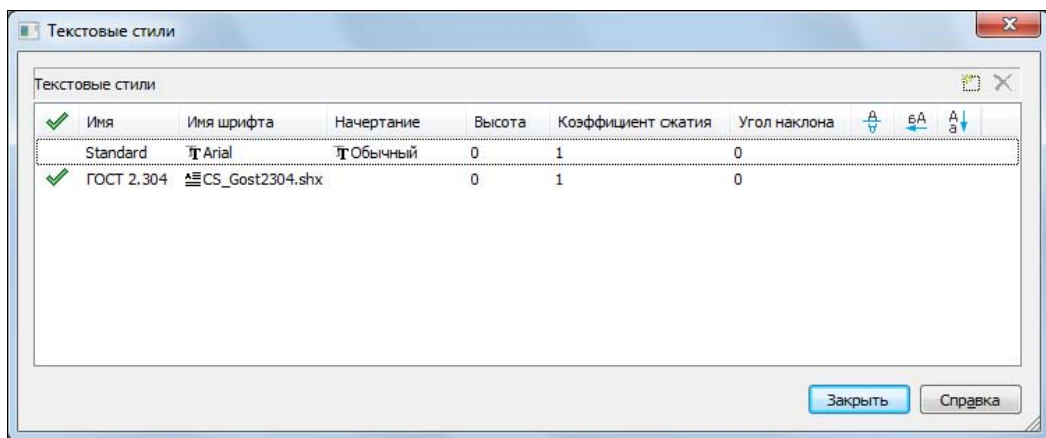 Текстовые стили
Текстовые стили
Имя Имя шрифта Начертание Высота Коэффициент сжатия Угол наклона
Standard Arial Обычный 0 1 0
ГОСТ 2.304 CS_Gost2304.shx 0 1 0
Закрыть Справка